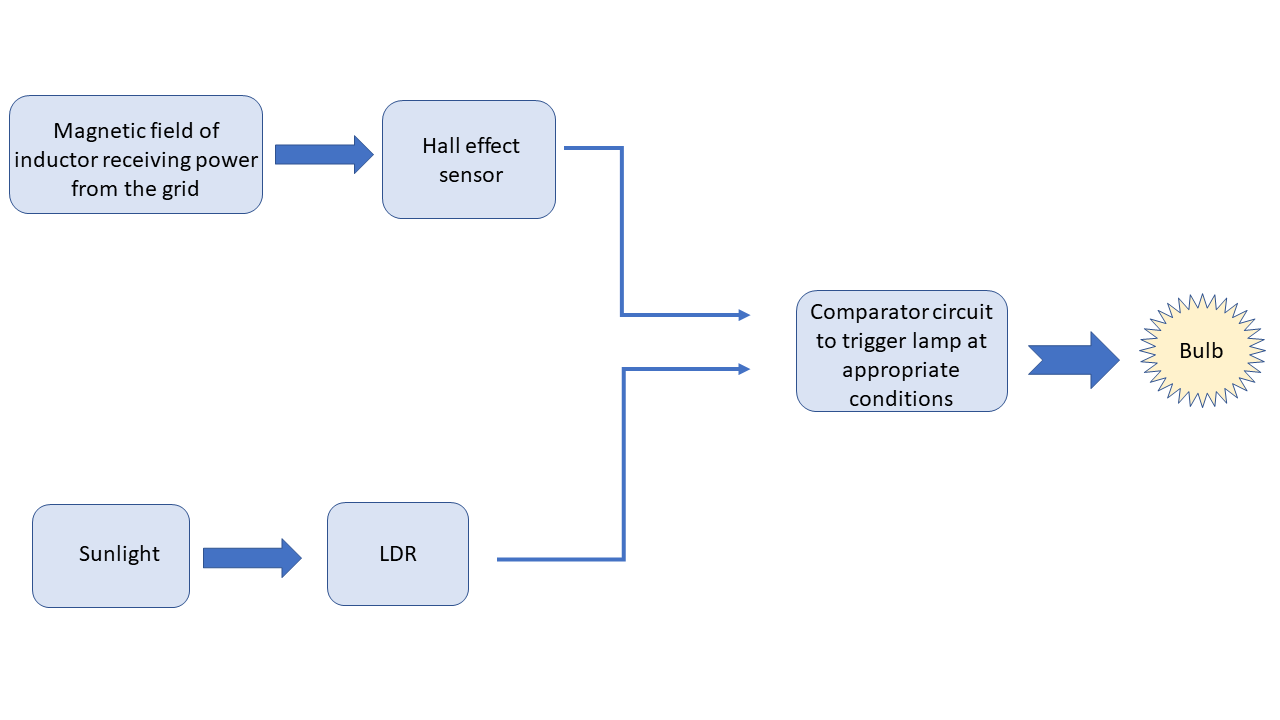 Magnetic field of
inductor receiving power
from the grid
Hall effect
sensor
Comparator circuit
to trigger lamp at
appropriate
conditions
Bulb
Sunlight
LDR